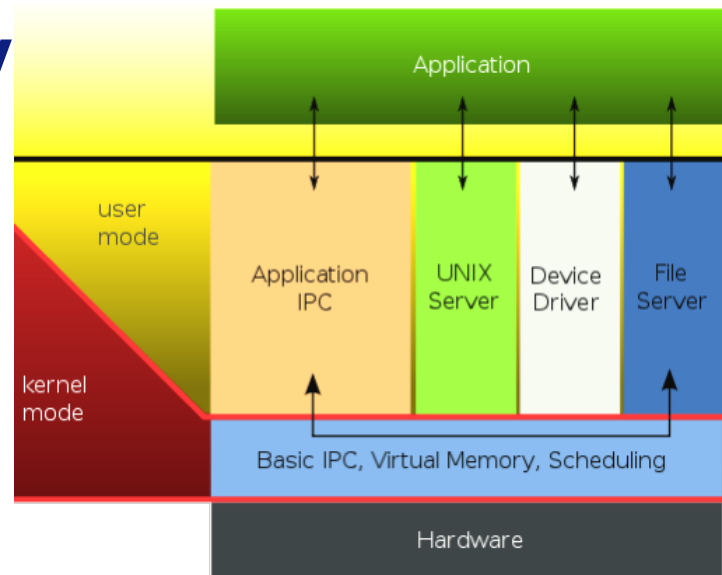 y
Application
user
mode
Application
IPC
UNIX
Server
Device
Driver
File
Server
kernel
mode
Basic IPC, Virtual Memory, Scheduling
Hardware